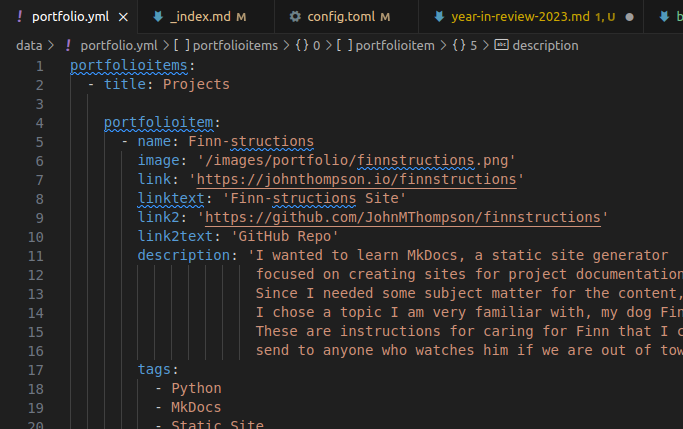 ! portfolio.yml × _index.md M config.toml M year-in-review-2023.md 1, U ● b
data > ! portfolio.yml > [ ] portfolioitems > {} 0 > [ ] portfolioitem > {} 5 > abc description
1 portfolioitems:
2 - title: Projects
3
4 portfolioitem:
5 - name: Finn-structions
6 image: '/images/portfolio/finnstructions.png'
7 link: 'https://johnthompson.io/finnstructions'
8 linktext: 'Finn-structions Site'
9 link2: 'https://github.com/JohnMThompson/finnstructions'
10 link2text: 'GitHub Repo'
11 description: 'I wanted to learn MkDocs, a static site generator
12 focused on creating sites for project documentation
13 Since I needed some subject matter for the content,
14 I chose a topic I am very familiar with, my dog Fin
15 These are instructions for caring for Finn that I c
16 send to anyone who watches him if we are out of tow
17 tags:
18 - Python
19 - MkDocs
20 - Static Site